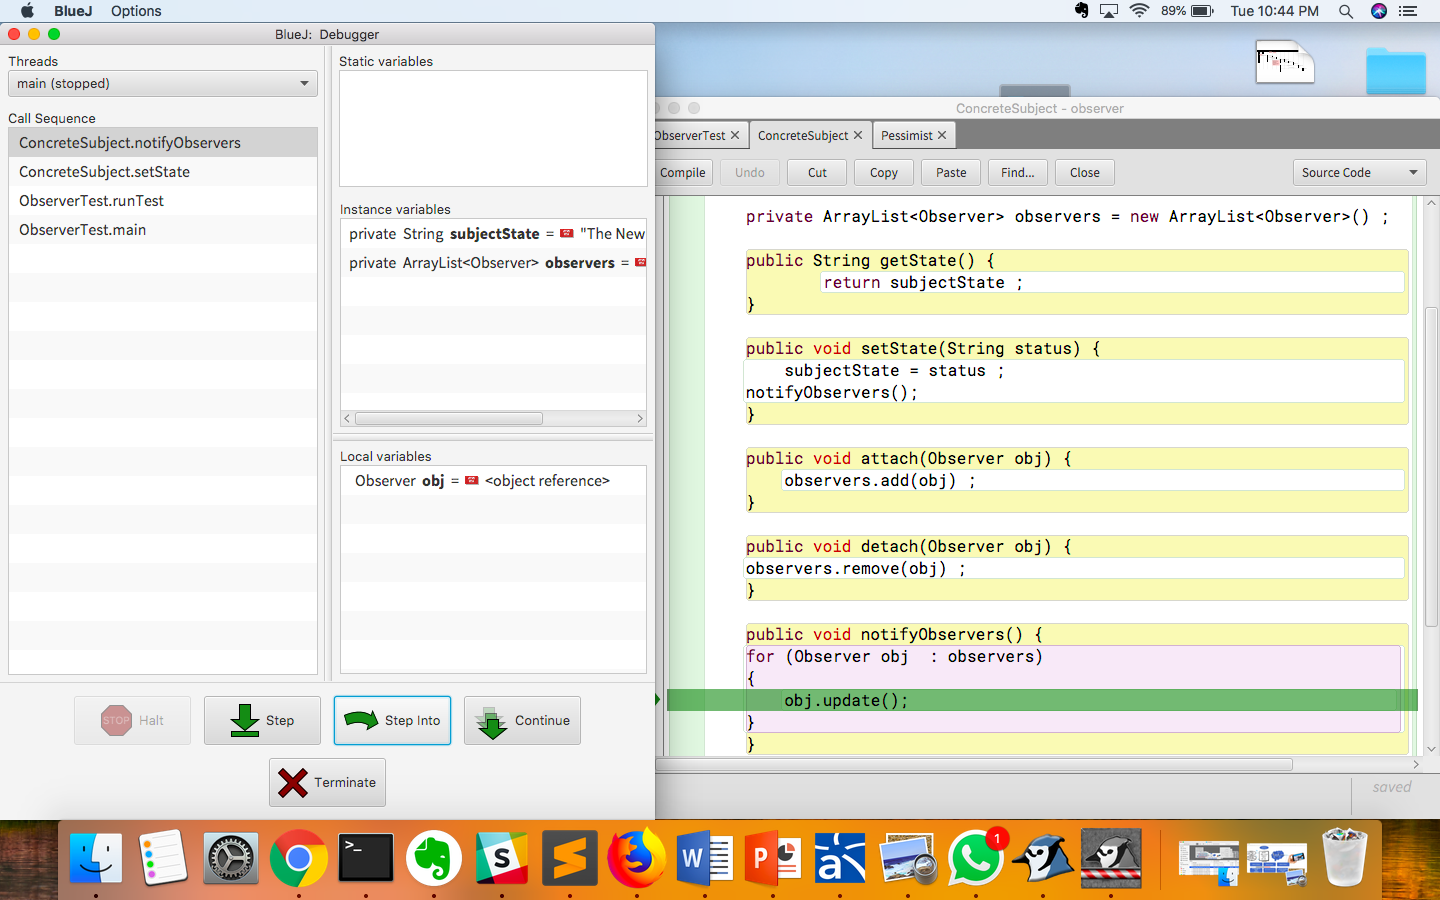 BlueJ Options
89% Tue 10:44 PM
BlueJ: Debugger
Threads
main (stopped)
Call Sequence
ConcreteSubject.notifyObservers
ConcreteSubject.setState
ObserverTest.runTest
ObserverTest.main
Static variables
Instance variables
private String subjectState = "The New
private ArrayList<Observer> observers =
Local variables
Observer obj = <object reference>
STOP Halt
Step
Step Into
Continue
Terminate
ConcreteSubject - observer
ObserverTest ✕ ConcreteSubject ✕ Pessimist ✕
Compile Undo Cut Copy Paste Find... Close Source Code
private ArrayList<Observer> observers = new ArrayList<Observer>() ;
public String getState() {
return subjectState ;
}
public void setState(String status) {
subjectState = status ;
notifyObservers();
}
public void attach(Observer obj) {
observers.add(obj) ;
}
public void detach(Observer obj) {
observers.remove(obj) ;
}
public void notifyObservers() {
for (Observer obj : observers)
{
obj.update();
}
}
saved
>_
S
W
P
1